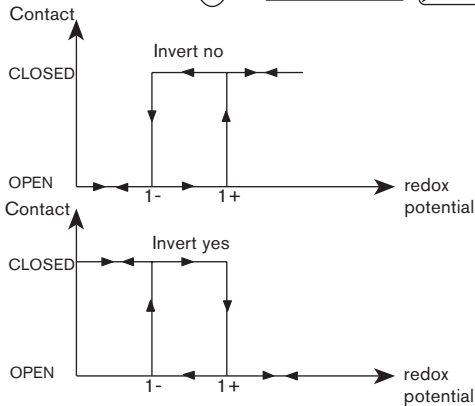 Contact
Invert no
CLOSED
OPEN
1- 1+
redox
potential
Contact
Invert yes
CLOSED
OPEN
1- 1+
redox
potential